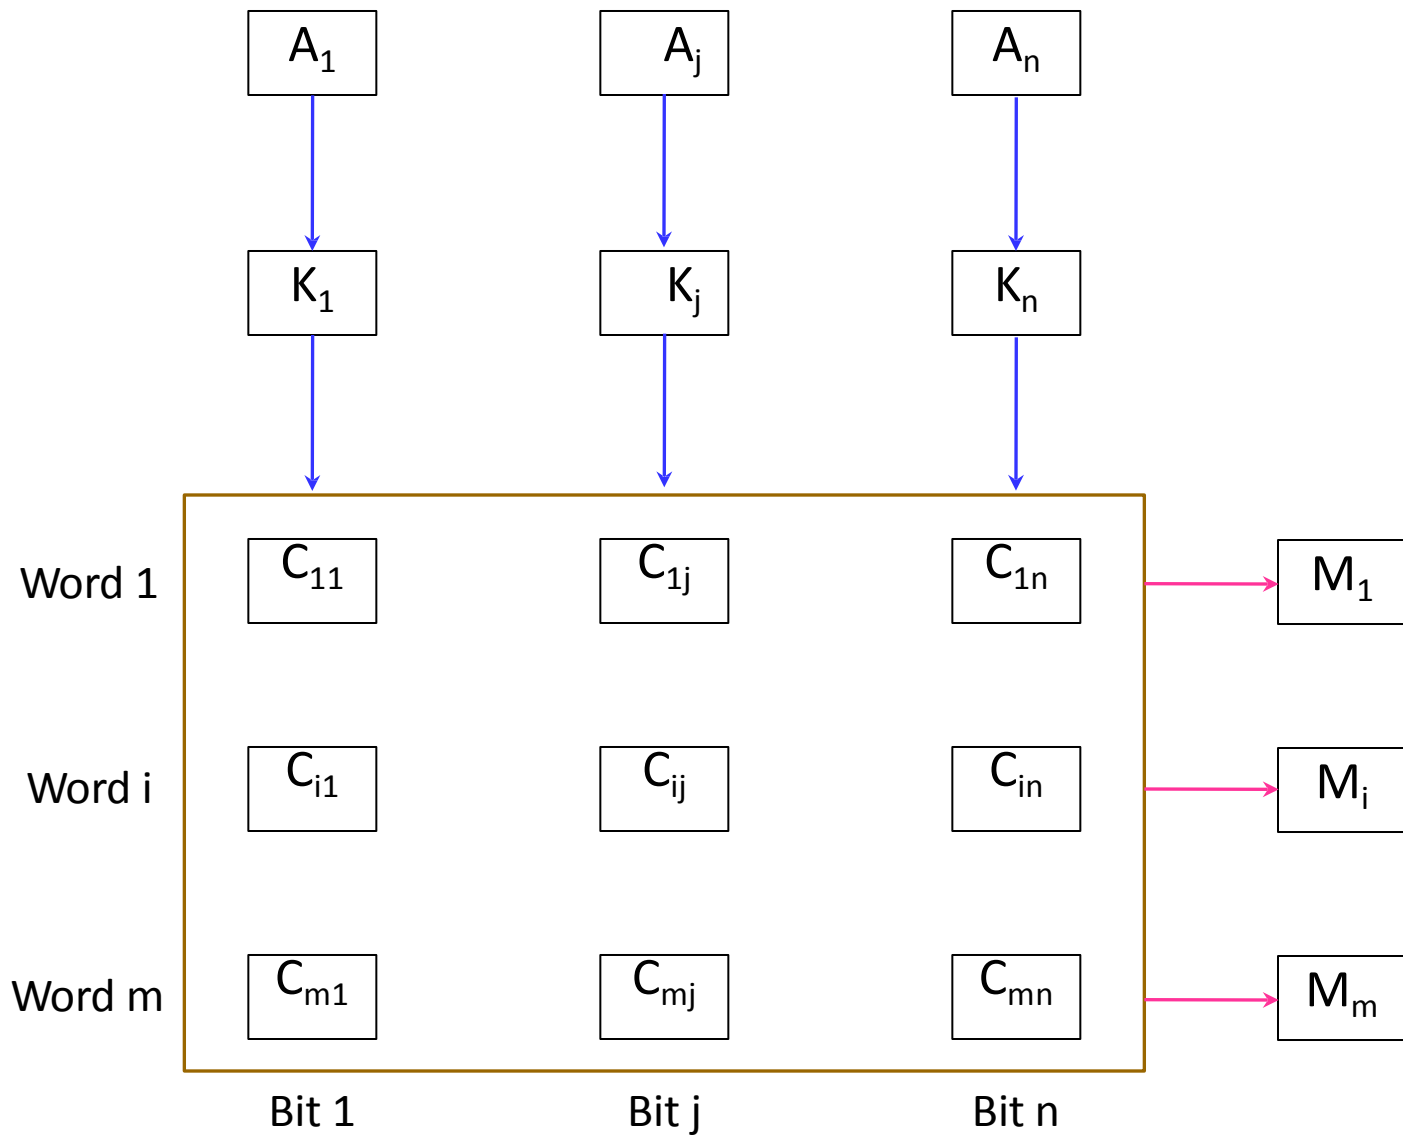 A₁ Aⱼ Aₙ
K₁ Kⱼ Kₙ
Word 1 C₁₁ C₁ⱼ C₁ₙ M₁
Word i Cᵢ₁ Cᵢⱼ Cᵢₙ Mᵢ
Word m Cₘ₁ Cₘⱼ Cₘₙ Mₘ
Bit 1 Bit j Bit n